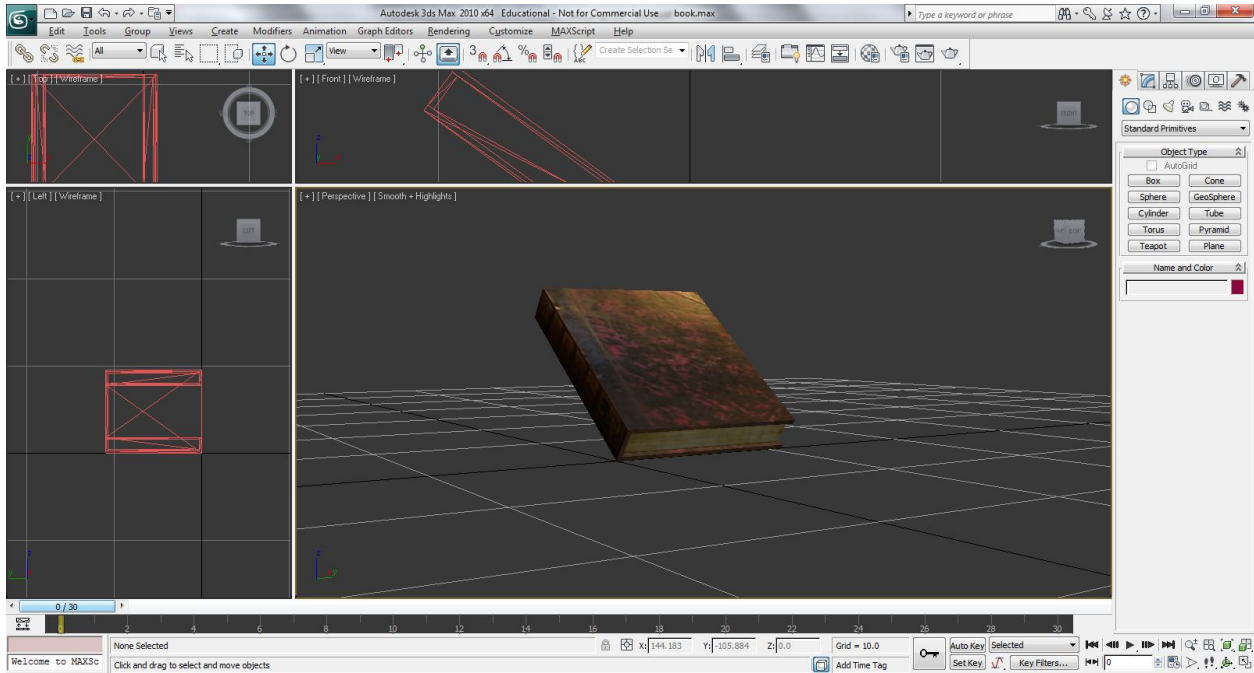 Autodesk 3ds Max 2010 x64 Educational - Not for Commercial Use book.max
Type a keyword or phrase
Edit Tools Group Views Create Modifiers Animation Graph Editors Rendering Customize MAXScript Help
All
View
Create Selection Se
[ + ] [ Top ] [ Wireframe ]
TOP
[ + ] [ Front ] [ Wireframe ]
FRONT
Standard Primitives
Object Type
AutoGrid
Box Cone
Sphere GeoSphere
Cylinder Tube
Torus Pyramid
Teapot Plane
Name and Color
[ + ] [ Left ] [ Wireframe ]
LEFT
[ + ] [ Perspective ] [ Smooth + Highlights ]
0 / 30
0 2 4 6 8 10 12 14 16 18 20 22 24 26 28 30
None Selected
X: 144.183 Y: -105.884 Z: 0.0
Grid = 10.0
Auto Key Selected
Welcome to MAXSc
Click and drag to select and move objects
Add Time Tag
Set Key Key Filters... 0